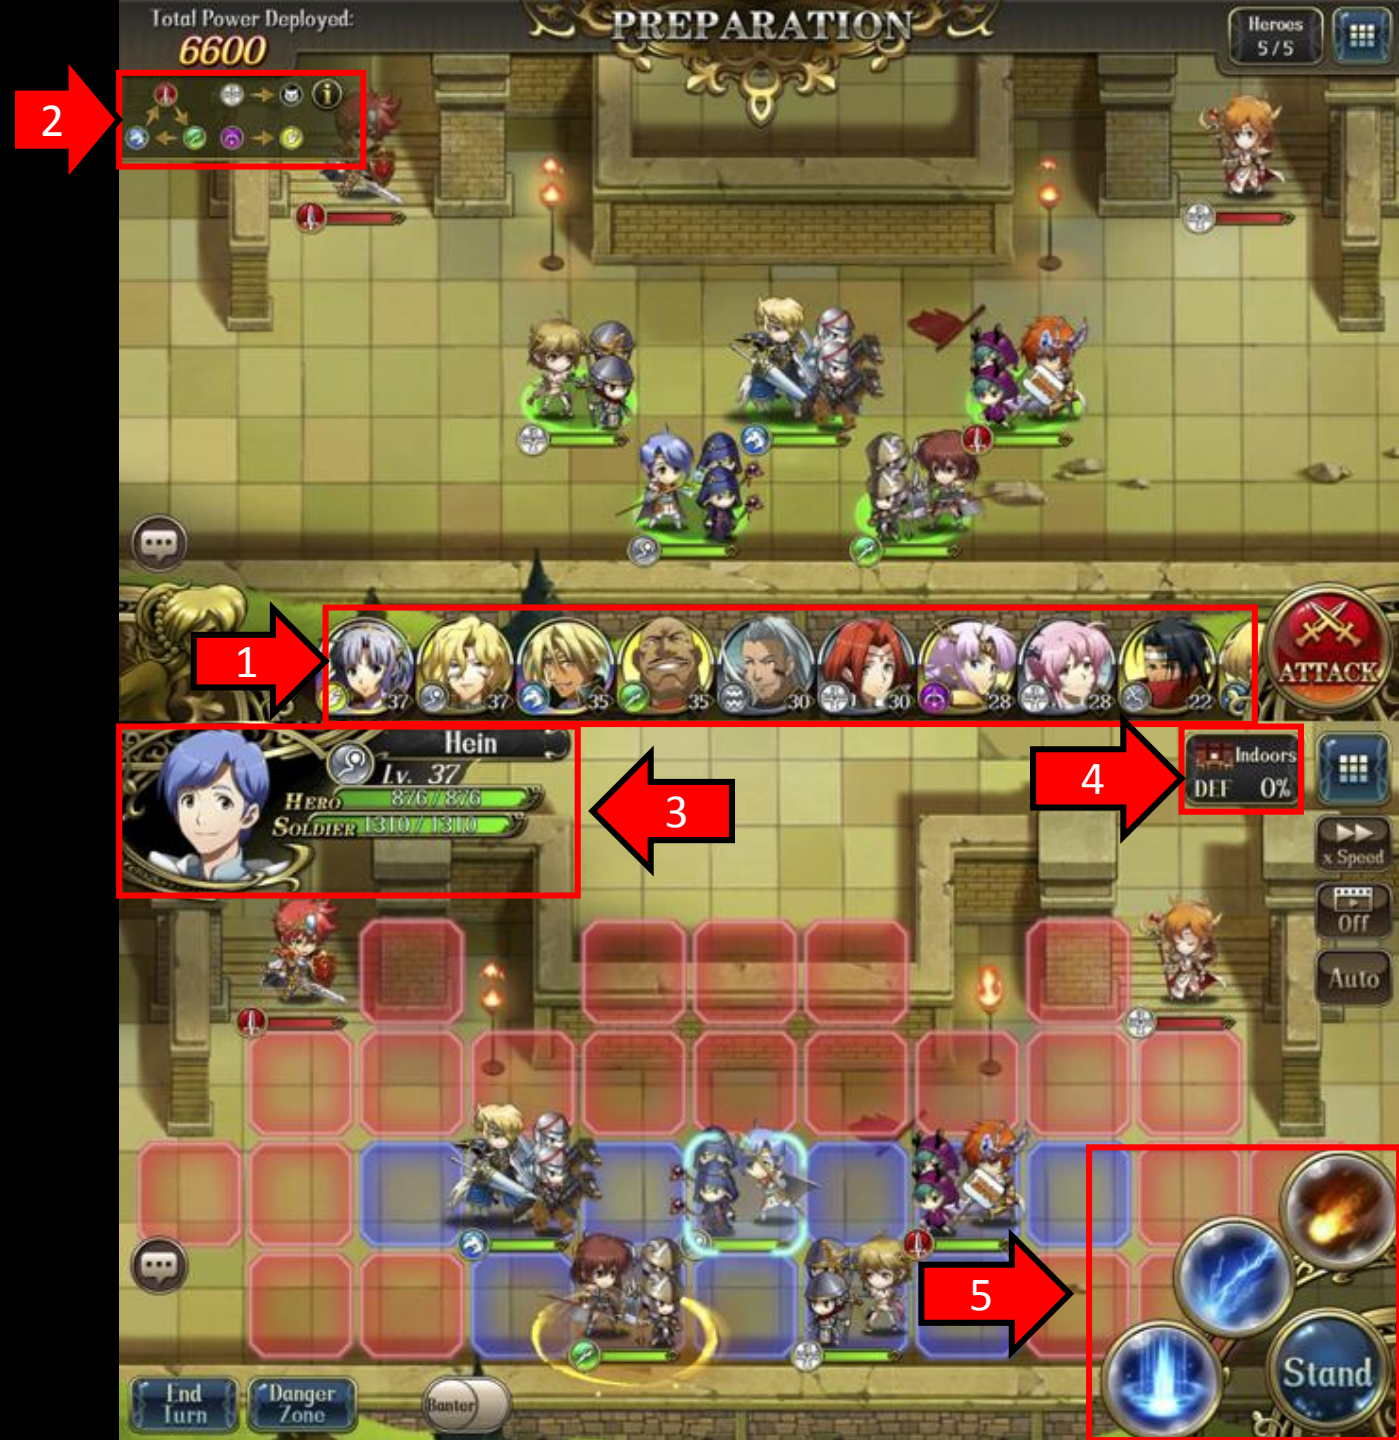 Total Power Deployed:
6600
PREPARATION
Heroes
5/5
2
1
37
37
35
35
30
30
28
28
22
ATTACK
Hein
Lv. 37
HERO 876/876
SOLDIER 1310/1310
3
4
Indoors
DEF 0%
x Speed
Off
Auto
5
Stand
End
Turn
Danger
Zone
Banter